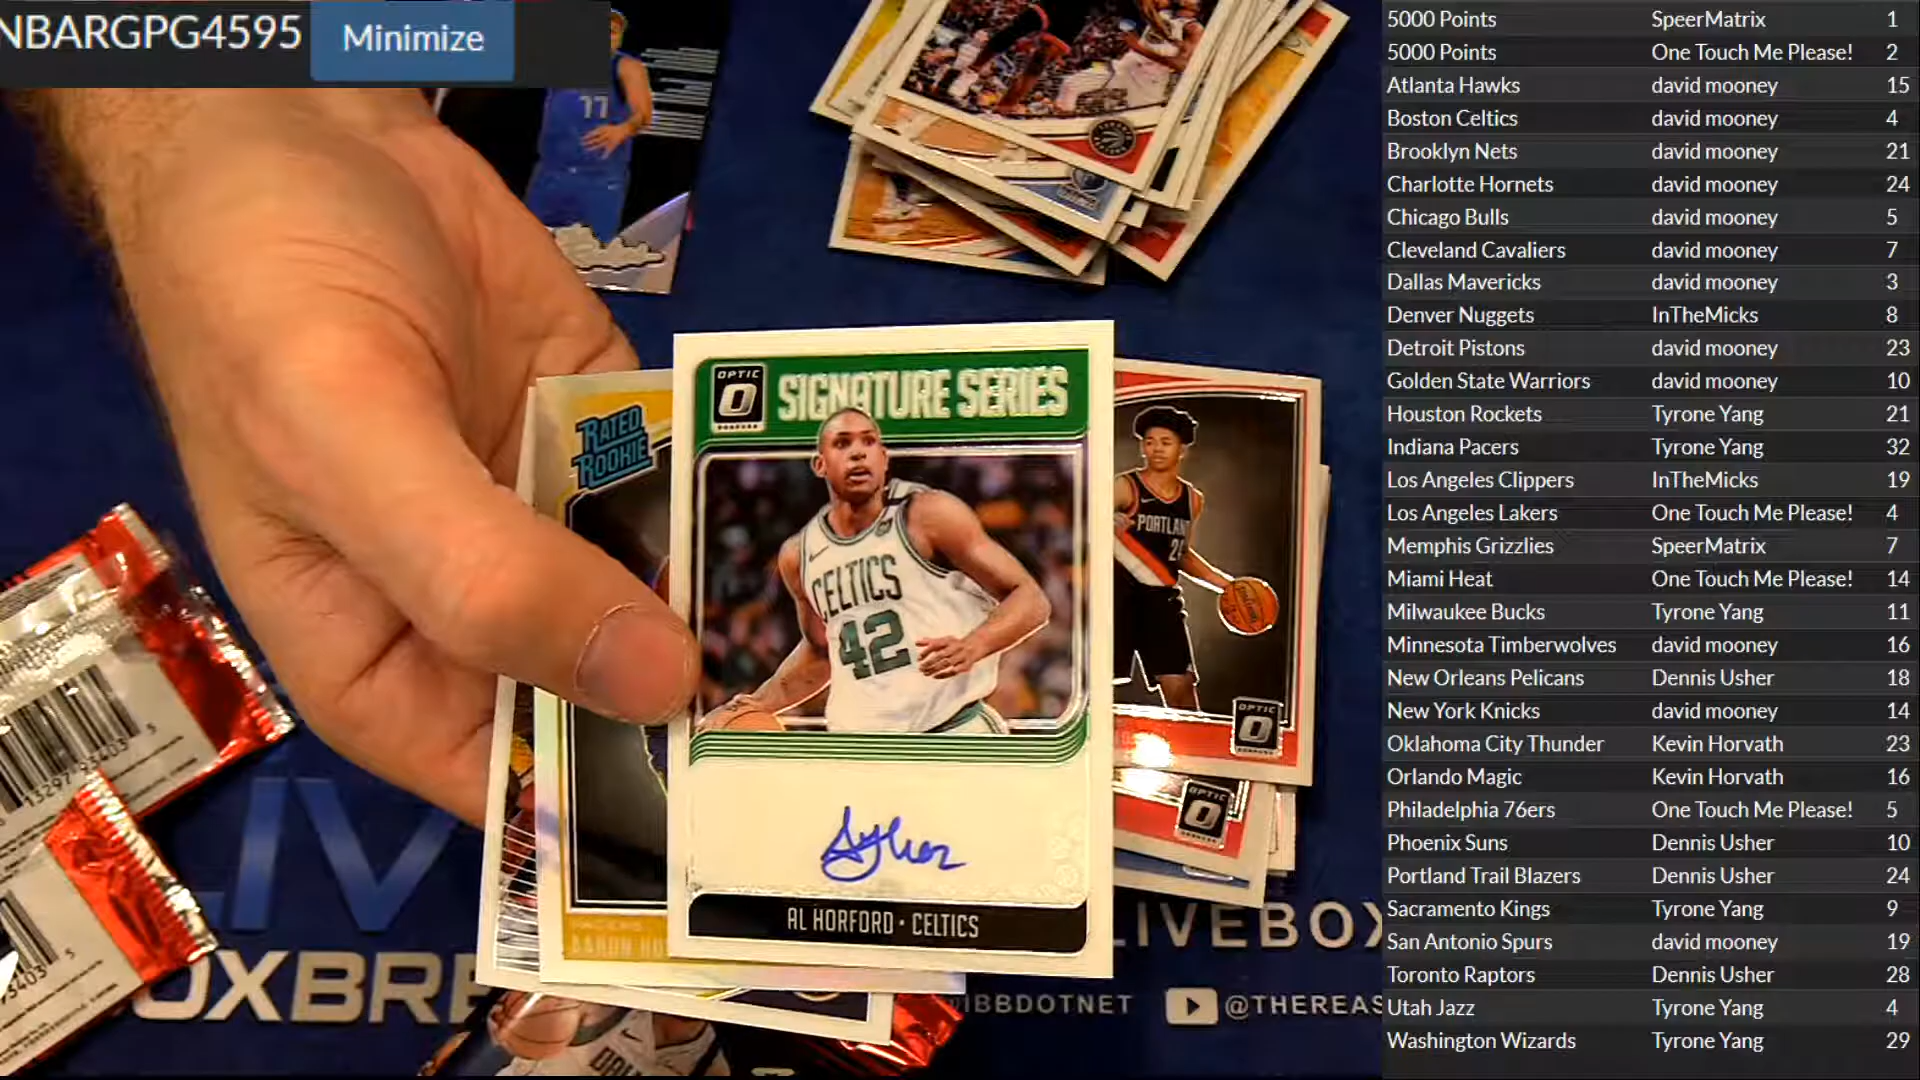 NBARGPG4595 Minimize
77
OPTIC
SIGNATURE SERIES
RATED
ROOKIE
CELTICS
42
PORTLAND
OPTIC
OPTIC
AL HORFORD · CELTICS
LIV
LIVEBOX
OXBRE
IBBDOTNET @THEREAS
5000 Points SpeerMatrix 1
5000 Points One Touch Me Please! 2
Atlanta Hawks david mooney 15
Boston Celtics david mooney 4
Brooklyn Nets david mooney 21
Charlotte Hornets david mooney 24
Chicago Bulls david mooney 5
Cleveland Cavaliers david mooney 7
Dallas Mavericks david mooney 3
Denver Nuggets InTheMicks 8
Detroit Pistons david mooney 23
Golden State Warriors david mooney 10
Houston Rockets Tyrone Yang 21
Indiana Pacers Tyrone Yang 32
Los Angeles Clippers InTheMicks 19
Los Angeles Lakers One Touch Me Please! 4
Memphis Grizzlies SpeerMatrix 7
Miami Heat One Touch Me Please! 14
Milwaukee Bucks Tyrone Yang 11
Minnesota Timberwolves david mooney 16
New Orleans Pelicans Dennis Usher 18
New York Knicks david mooney 14
Oklahoma City Thunder Kevin Horvath 23
Orlando Magic Kevin Horvath 16
Philadelphia 76ers One Touch Me Please! 5
Phoenix Suns Dennis Usher 10
Portland Trail Blazers Dennis Usher 24
Sacramento Kings Tyrone Yang 9
San Antonio Spurs david mooney 19
Toronto Raptors Dennis Usher 28
Utah Jazz Tyrone Yang 4
Washington Wizards Tyrone Yang 29